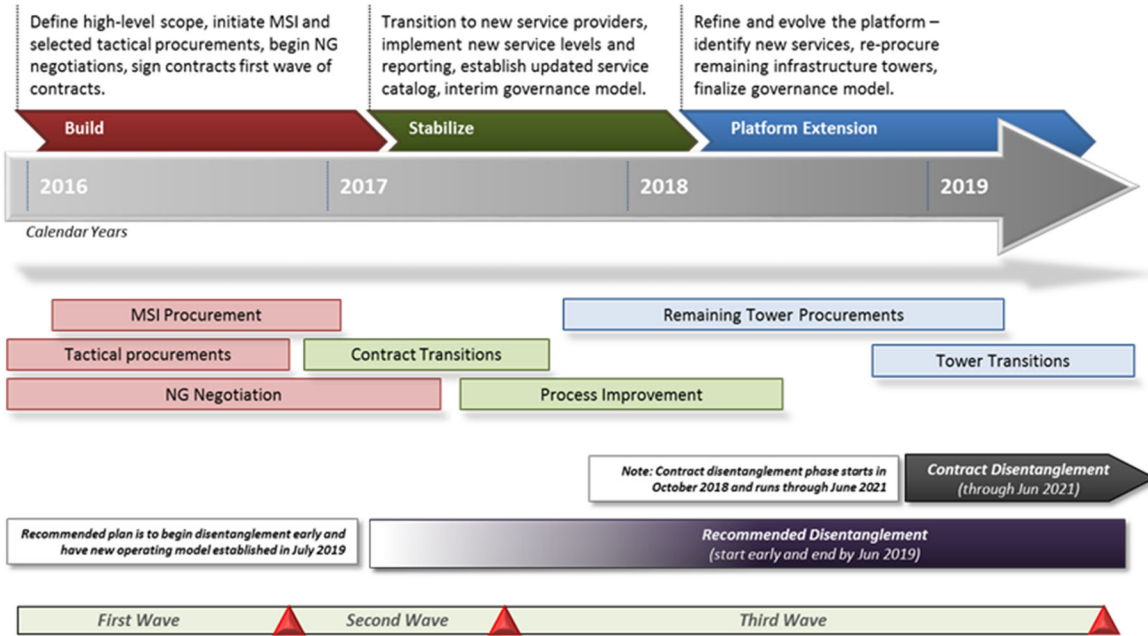 Define high-level scope, initiate MSI and
selected tactical procurements, begin NG
negotiations, sign contracts first wave of
contracts.
Transition to new service providers,
implement new service levels and
reporting, establish updated service
catalog, interim governance model.
Refine and evolve the platform –
identify new services, re-procure
remaining infrastructure towers,
finalize governance model.
Build
Stabilize
Platform Extension
2016
2017
2018
2019
Calendar Years
MSI Procurement
Remaining Tower Procurements
Tactical procurements
Contract Transitions
Tower Transitions
NG Negotiation
Process Improvement
Note: Contract disentanglement phase starts in
October 2018 and runs through June 2021
Contract Disentanglement
(through Jun 2021)
Recommended plan is to begin disentanglement early and
have new operating model established in July 2019
Recommended Disentanglement
(start early and end by Jun 2019)
First Wave
Second Wave
Third Wave